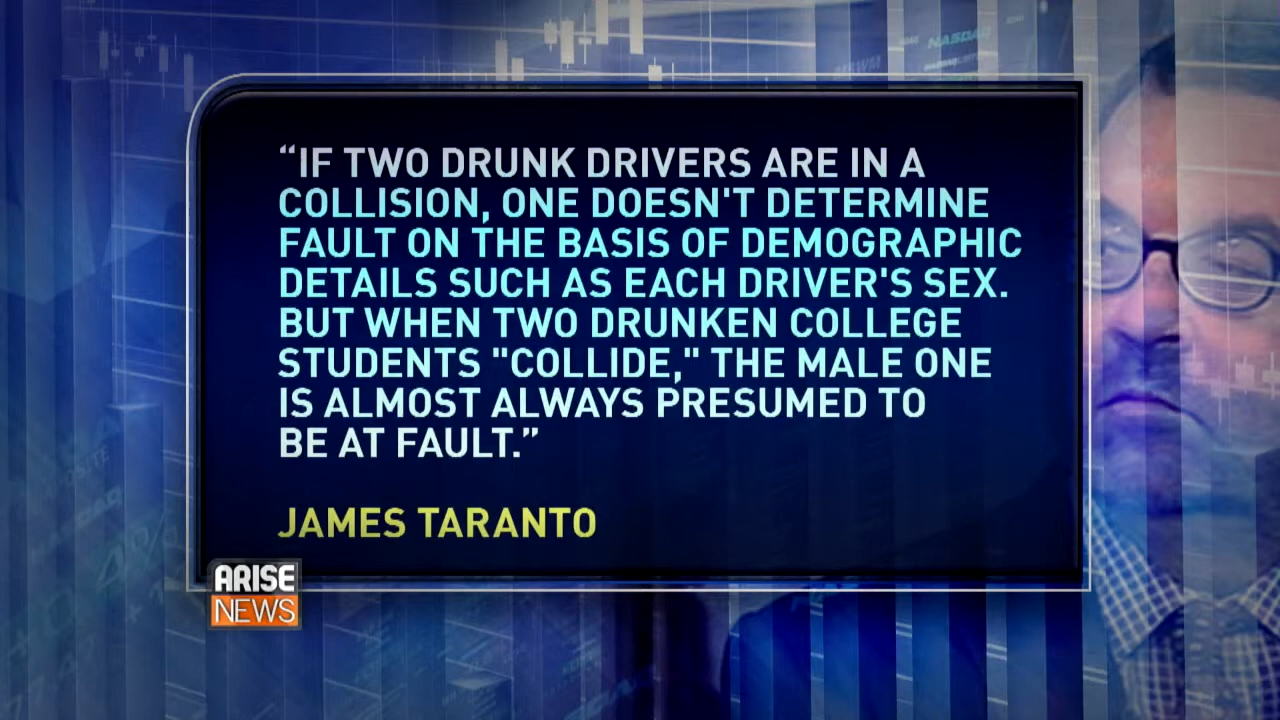 NASDAQ
“IF TWO DRUNK DRIVERS ARE IN A
COLLISION, ONE DOESN'T DETERMINE
FAULT ON THE BASIS OF DEMOGRAPHIC
DETAILS SUCH AS EACH DRIVER'S SEX.
BUT WHEN TWO DRUNKEN COLLEGE
STUDENTS "COLLIDE," THE MALE ONE
IS ALMOST ALWAYS PRESUMED TO
BE AT FAULT.”
JAMES TARANTO
ARISE
NEWS